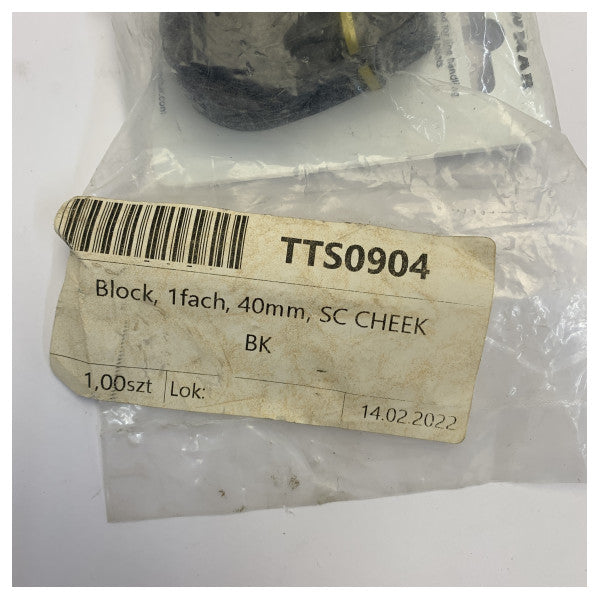 TTS0904
Block, 1fach, 40mm, SC CHEEK
BK
1,00szt Lok:
14.02.2022